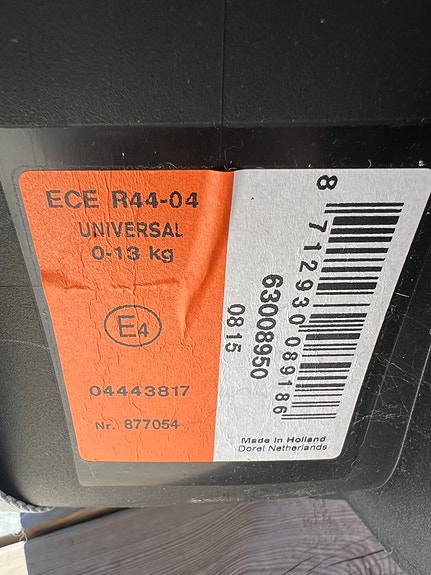 ECE R44-04
UNIVERSAL
0-13 kg
E4
04443817
Nr. 877054
8 712930 089186
63008950
0815
Made in Holland
Dorel Netherlands